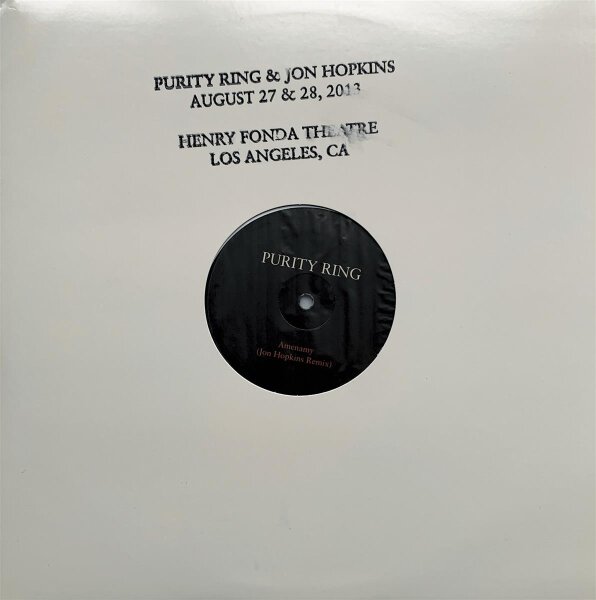 PURITY RING & JON HOPKINS
AUGUST 27 & 28, 2013
HENRY FONDA THEATRE
LOS ANGELES, CA
PURITY RING
Amenamy
(Jon Hopkins Remix)